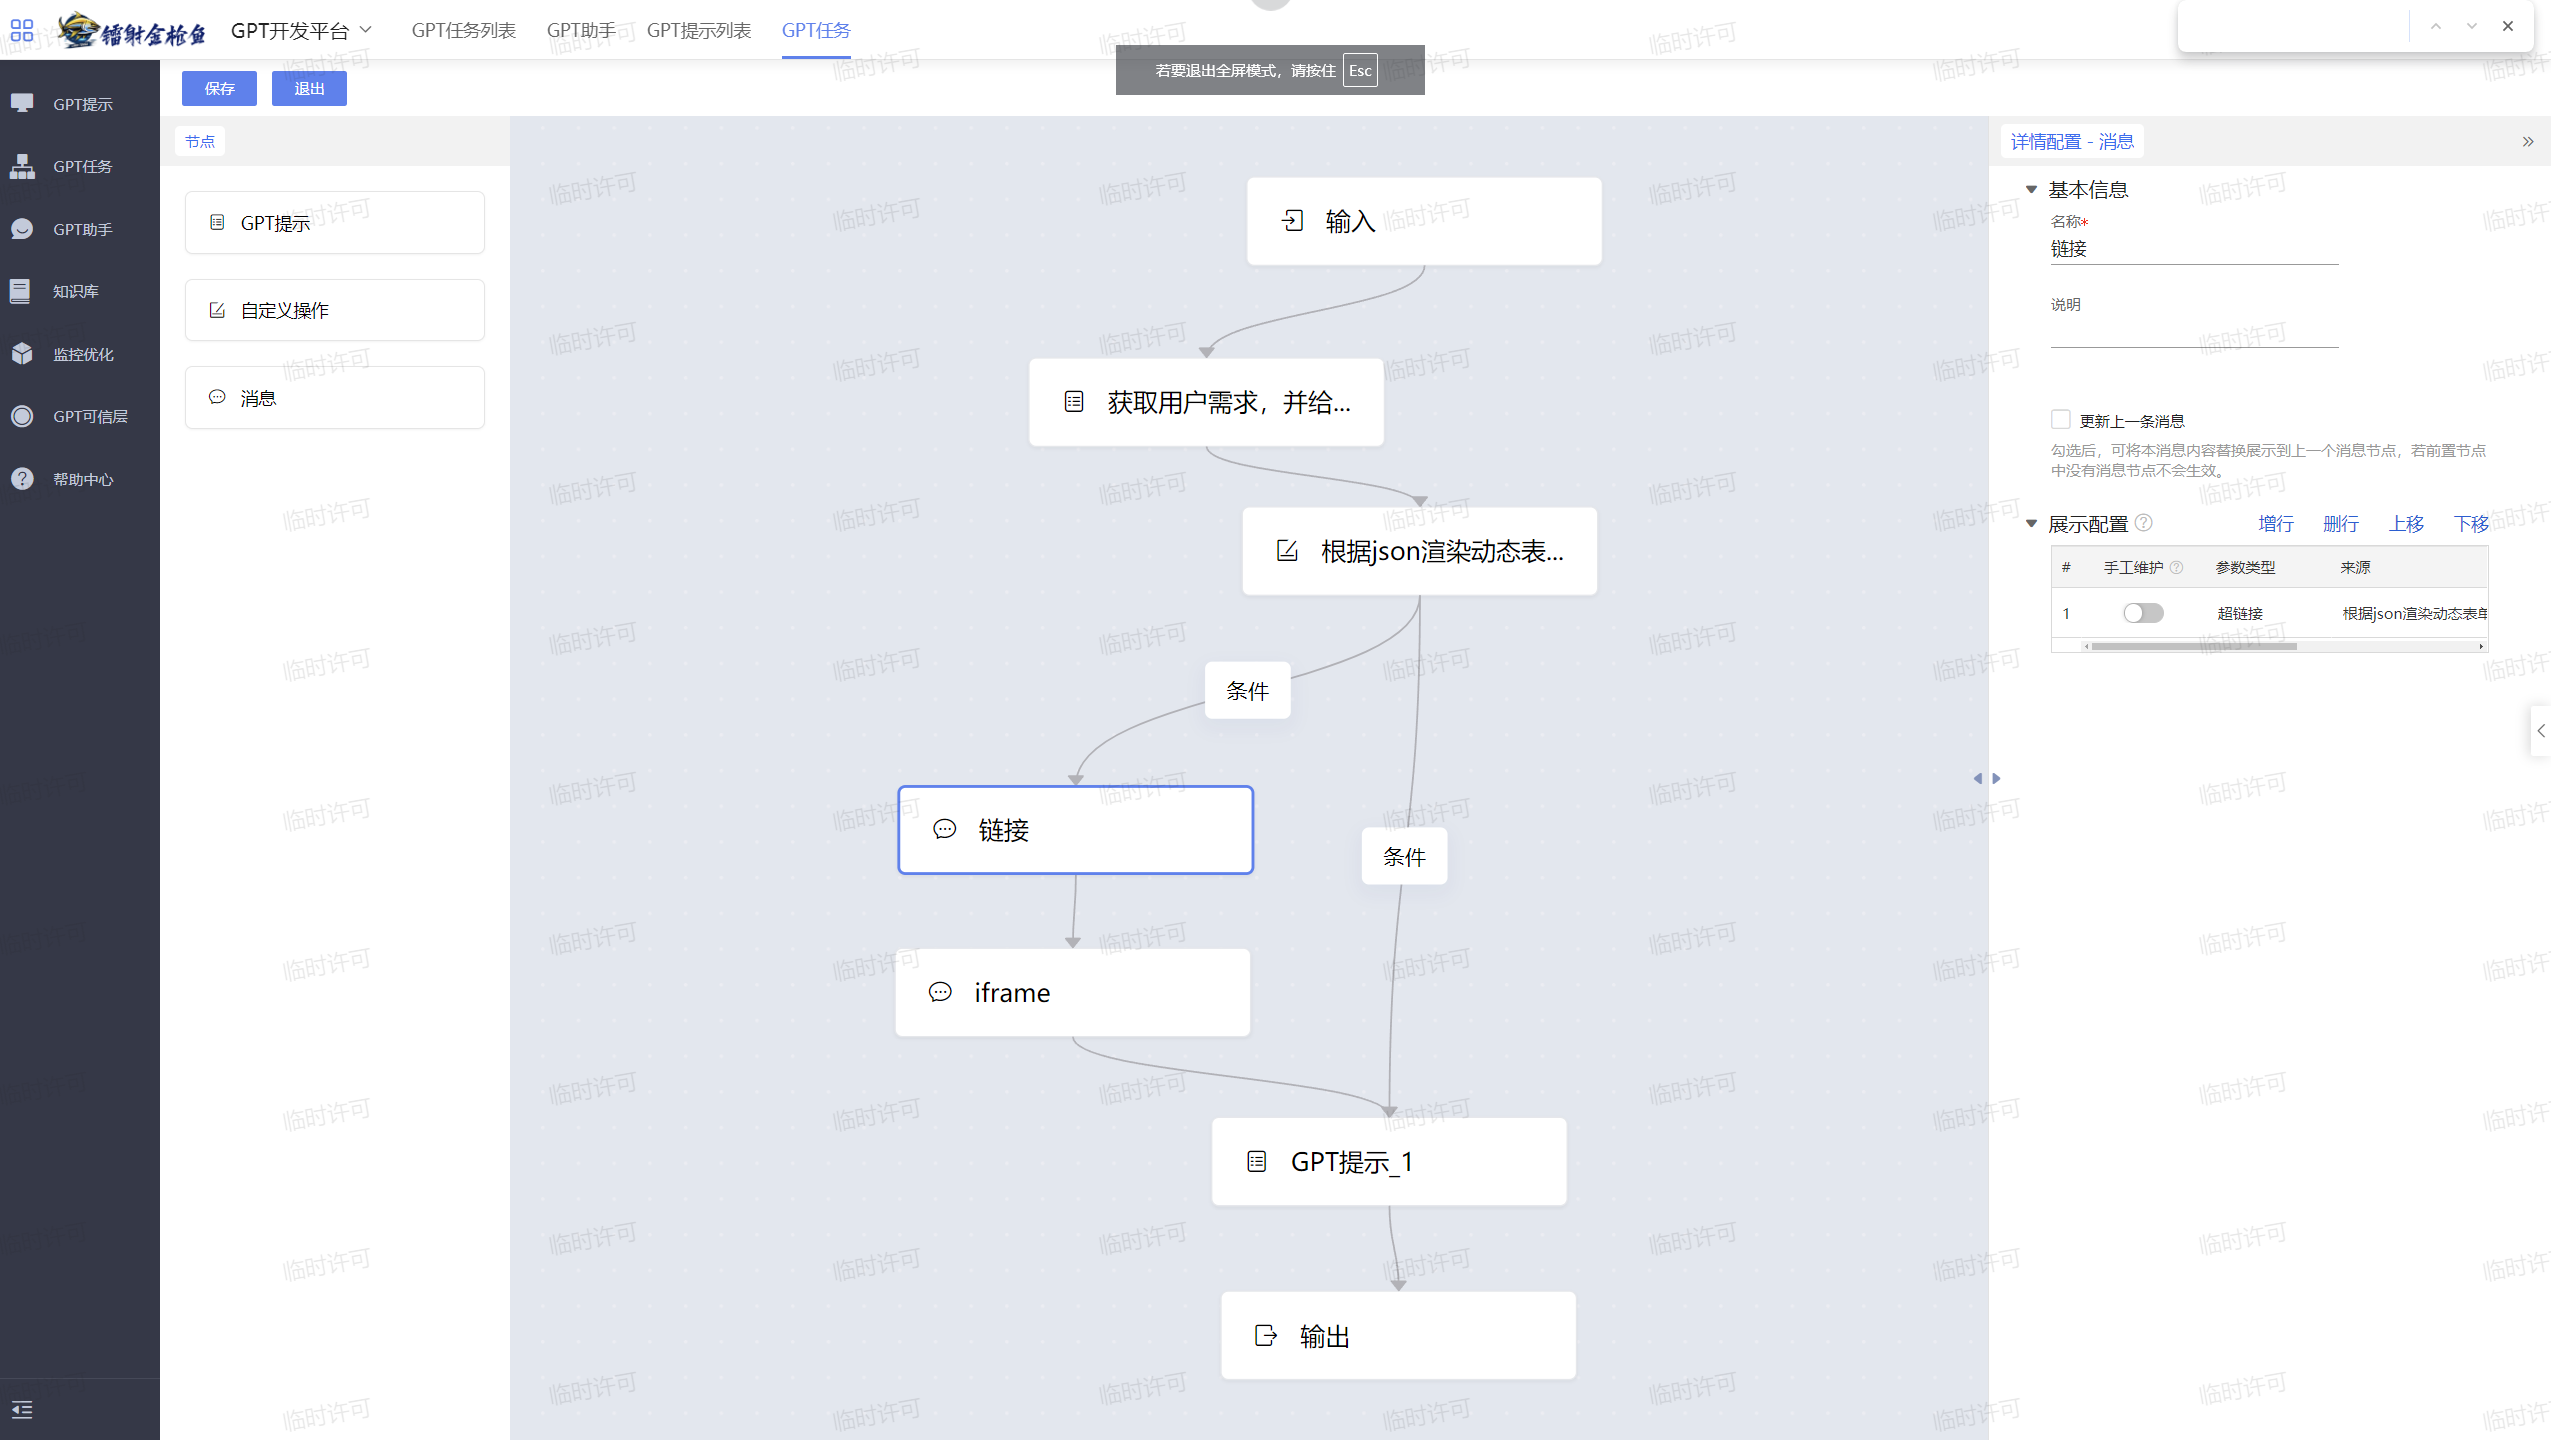 镭射金枪鱼
GPT开发平台
GPT任务列表
GPT助手
GPT提示列表
GPT任务
若要退出全屏模式，请按住 Esc
保存
退出
GPT提示
GPT任务
GPT助手
知识库
监控优化
GPT可信层
帮助中心
节点
GPT提示
自定义操作
消息
输入
获取用户需求，并给...
根据json渲染动态表...
条件
链接
条件
iframe
GPT提示_1
输出
详情配置 - 消息
基本信息
名称*
链接
说明
更新上一条消息
勾选后，可将本消息内容替换展示到上一个消息节点，若前置节点
中没有消息节点不会生效。
展示配置 增行 删行 上移 下移
# 手工维护 参数类型 来源
1 超链接 根据json渲染动态表单
临时许可